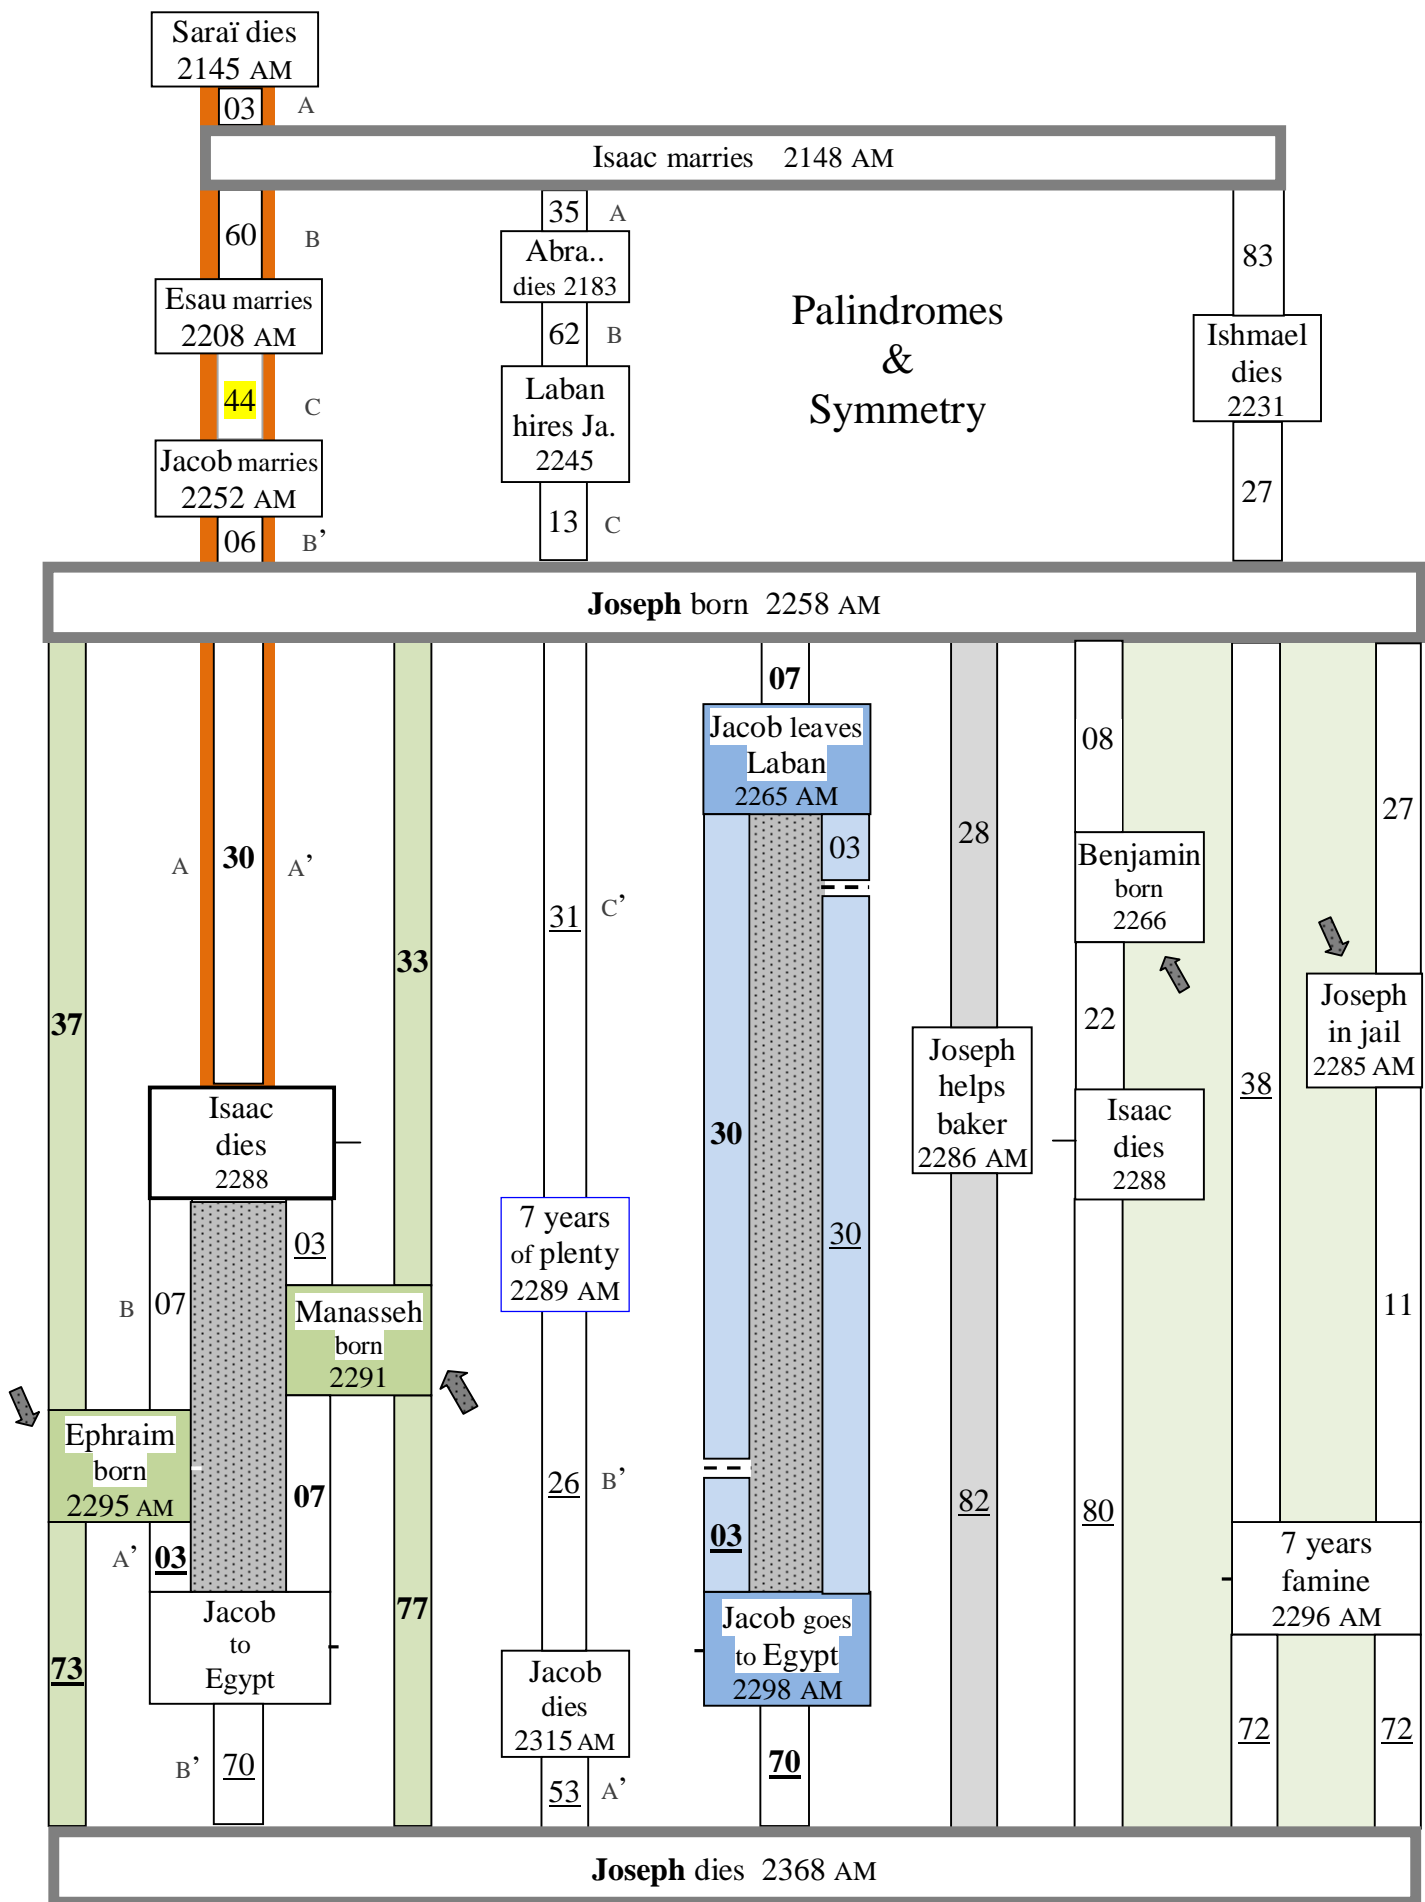 Saraï dies
2145 AM
03 A
Isaac marries 2148 AM
60 B
35 A
83
Esau marries
2208 AM
Abra..
dies 2183
Palindromes
&
Symmetry
62 B
Ishmael
dies
2231
44 C
Laban
hires Ja.
2245
Jacob marries
2252 AM
27
06 B’
13 C
Joseph born 2258 AM
07
Jacob leaves
Laban
2265 AM
08
27
28
03
Benjamin
born
2266
A 30 A’
31 C’
33
37
22
Joseph
in jail
2285 AM
Joseph
helps
baker
2286 AM
38
Isaac
dies
2288
30
Isaac
dies
2288
7 years
of plenty
2289 AM
03
30
B 07
Manasseh
born
2291
11
Ephraim
born
2295 AM
07
26 B’
82
80
A’ 03
03
7 years
famine
2296 AM
Jacob
to
Egypt
77
Jacob goes
to Egypt
2298 AM
73
Jacob
dies
2315 AM
72
72
B’ 70
70
53 A’
Joseph dies 2368 AM